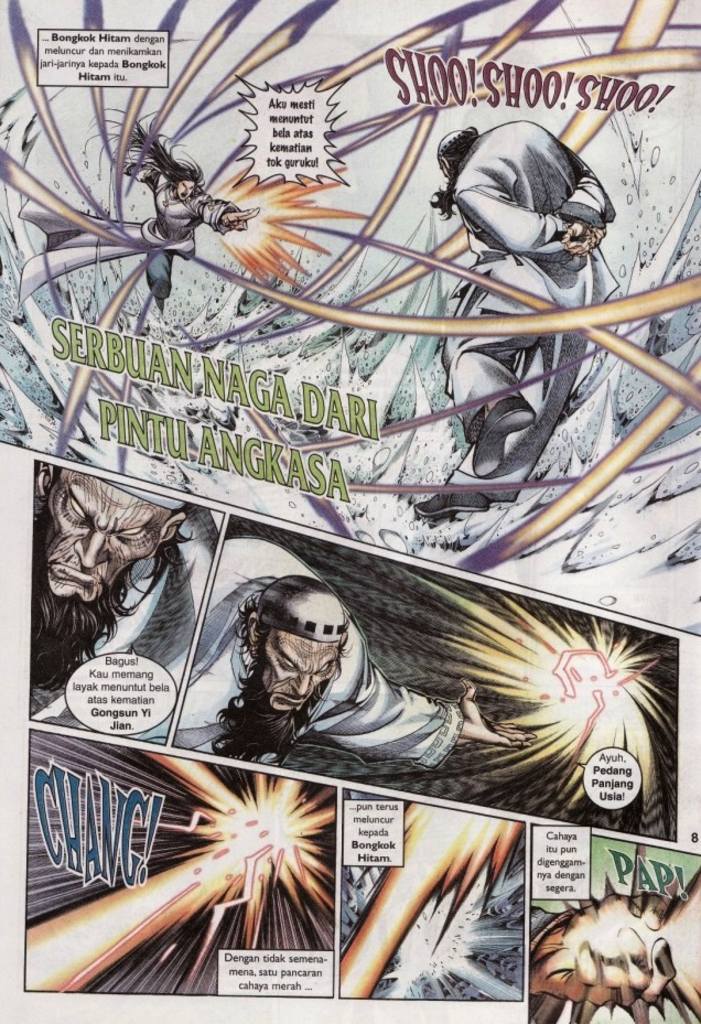 ... Bongkok Hitam dengan
meluncur dan menikamkan
jari-jarinya kepada Bongkok
Hitam itu.
Aku mesti
menuntut
bela atas
kematian
tok guruku!
SHOO! SHOO! SHOO!
SERBUAN NAGA DARI
PINTU ANGKASA
Bagus!
Kau memang
layak menuntut bela
atas kematian
Gongsun Yi
Jian.
Ayuh,
Pedang
Panjang
Usia!
8
CHANG!
Dengan tidak semena-
mena, satu pancaran
cahaya merah ...
...pun terus
meluncur
kepada
Bongkok
Hitam.
Cahaya
itu pun
digenggam-
nya dengan
segera.
PAP!